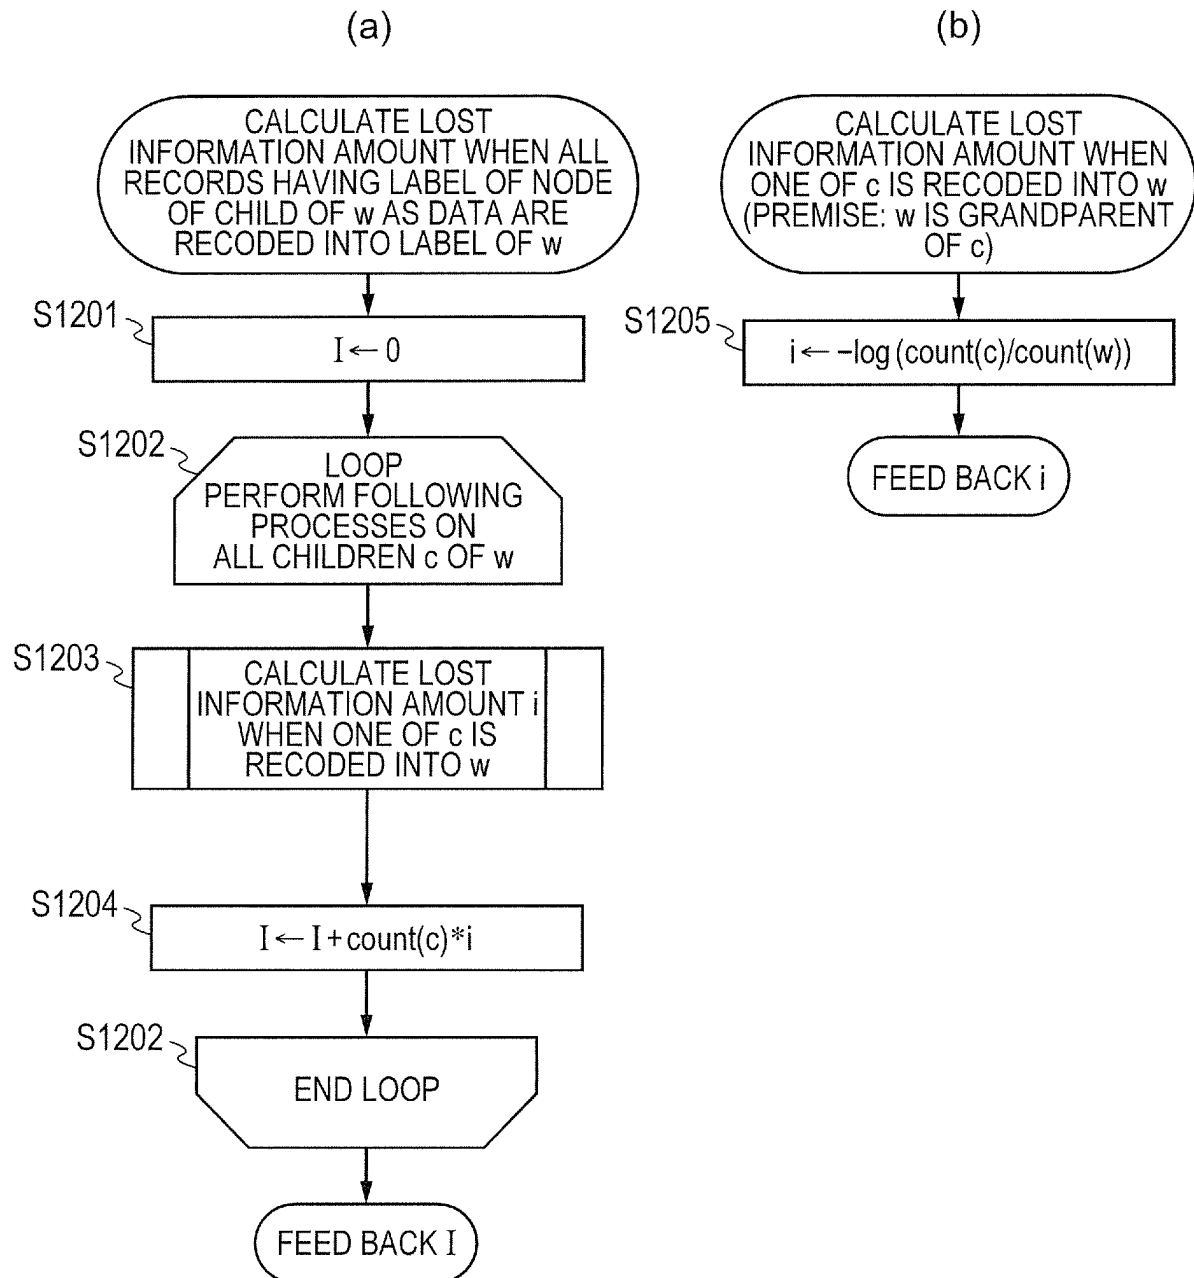 (a)
CALCULATE LOST
INFORMATION AMOUNT WHEN ALL
RECORDS HAVING LABEL OF NODE
OF CHILD OF w AS DATA ARE
RECODED INTO LABEL OF w
S1201
I ← 0
S1202
LOOP
PERFORM FOLLOWING
PROCESSES ON
ALL CHILDREN c OF w
S1203
CALCULATE LOST
INFORMATION AMOUNT i
WHEN ONE OF c IS
RECODED INTO w
S1204
I ← I + count(c)*i
S1202
END LOOP
FEED BACK I
(b)
CALCULATE LOST
INFORMATION AMOUNT WHEN
ONE OF c IS RECODED INTO w
(PREMISE: w IS GRANDPARENT
OF c)
S1205
i ← –log (count(c)/count(w))
FEED BACK i